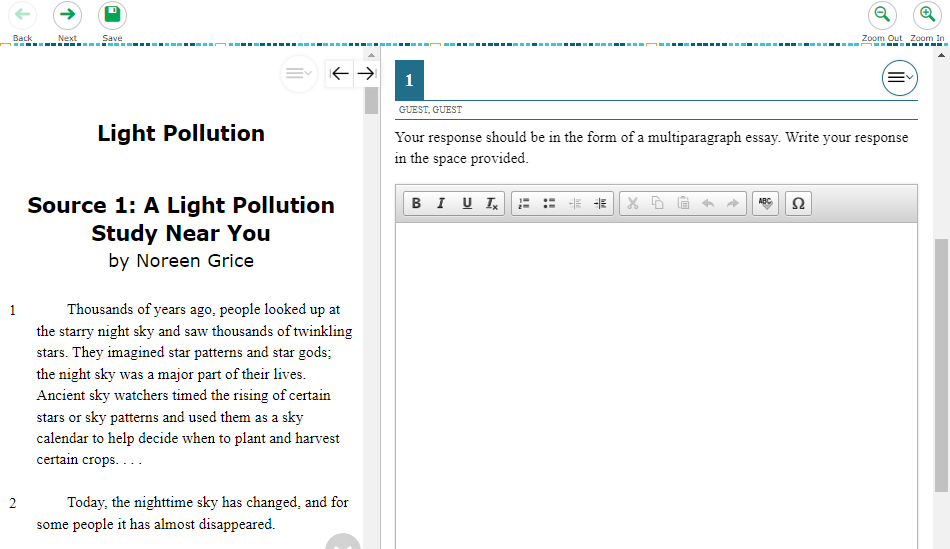 Back Next Save Zoom Out Zoom In
Light Pollution
Source 1: A Light Pollution
Study Near You
by Noreen Grice
1 Thousands of years ago, people looked up at
the starry night sky and saw thousands of twinkling
stars. They imagined star patterns and star gods;
the night sky was a major part of their lives.
Ancient sky watchers timed the rising of certain
stars or sky patterns and used them as a sky
calendar to help decide when to plant and harvest
certain crops. . . .
2 Today, the nighttime sky has changed, and for
some people it has almost disappeared.
1
GUEST, GUEST
Your response should be in the form of a multiparagraph essay. Write your response
in the space provided.
B I U Tx ABC Ω